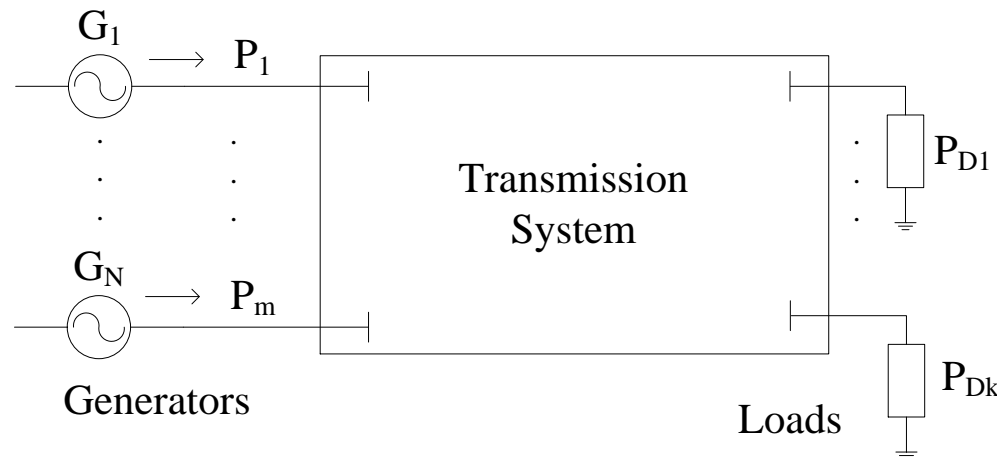 G1
P1
PD1
Transmission
System
GN
Pm
PDk
Generators
Loads